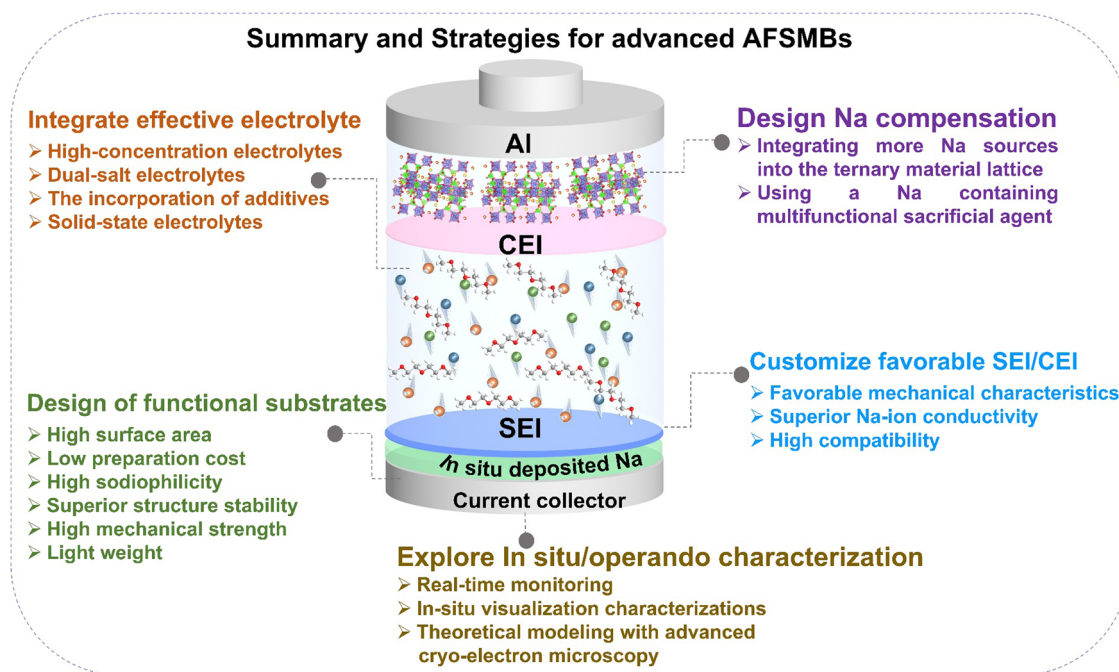 Summary and Strategies for advanced AFSMBs
Integrate effective electrolyte
➢ High-concentration electrolytes
➢ Dual-salt electrolytes
➢ The incorporation of additives
➢ Solid-state electrolytes
Design Na compensation
➢ Integrating more Na sources
into the ternary material lattice
➢ Using a Na containing
multifunctional sacrificial agent
Al
CEI
SEI
In situ deposited Na
Current collector
Design of functional substrates
➢ High surface area
➢ Low preparation cost
➢ High sodiophilicity
➢ Superior structure stability
➢ High mechanical strength
➢ Light weight
Customize favorable SEI/CEI
➢ Favorable mechanical characteristics
➢ Superior Na-ion conductivity
➢ High compatibility
Explore In situ/operando characterization
➢ Real-time monitoring
➢ In-situ visualization characterizations
➢ Theoretical modeling with advanced
cryo-electron microscopy